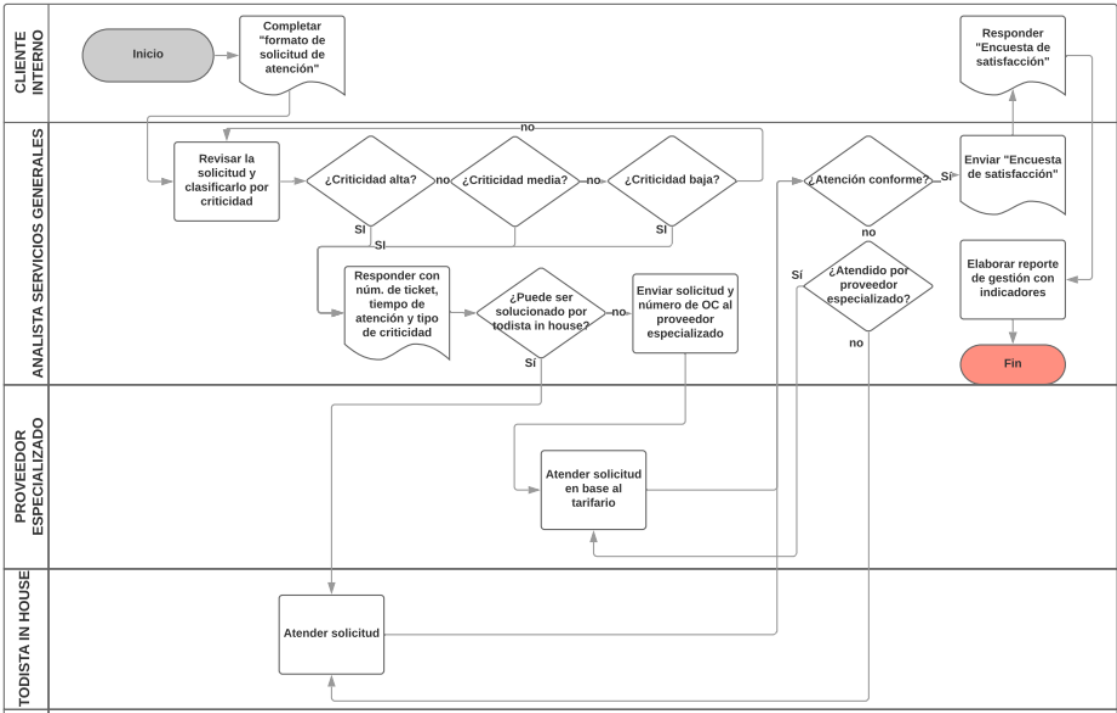 CLIENTE
INTERNO
Inicio
Completar
"formato de
solicitud de
atención"
Responder
"Encuesta de
satisfacción"
ANALISTA SERVICIOS GENERALES
no
Revisar la
solicitud y
clasificarlo por
criticidad
¿Criticidad alta?
no
¿Criticidad media?
no
¿Criticidad baja?
¿Atención conforme?
Sí
Enviar "Encuesta
de satisfacción"
SI
SI
SI
no
Responder con
núm. de ticket,
tiempo de
atención y tipo
de criticidad
¿Puede ser
solucionado por
todista in house?
no
Sí
Enviar solicitud y
número de OC al
proveedor
especializado
Sí
¿Atendido por
proveedor
especializado?
no
Elaborar reporte
de gestión con
indicadores
Fin
PROVEEDOR
ESPECIALIZADO
Atender solicitud
en base al
tarifario
TODISTA IN HOUSE
Atender solicitud